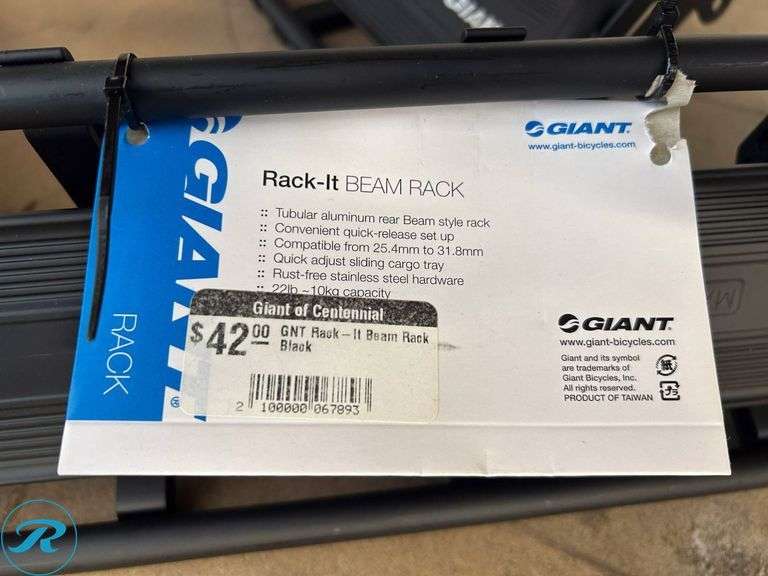 GIANT
GIANT
RACK
®
GIANT.
www.giant-bicycles.com
Rack-It BEAM RACK
:: Tubular aluminum rear Beam style rack
:: Convenient quick-release set up
:: Compatible from 25.4mm to 31.8mm
:: Quick adjust sliding cargo tray
:: Rust-free stainless steel hardware
:: 22lb ~10kg capacity
Giant of Centennial
$42.00 GNT Rack-It Beam Rack
Black
2 100000 067893
GIANT.
www.giant-bicycles.com
Giant and its symbol
are trademarks of
Giant Bicycles, Inc.
All rights reserved.
PRODUCT OF TAIWAN
R